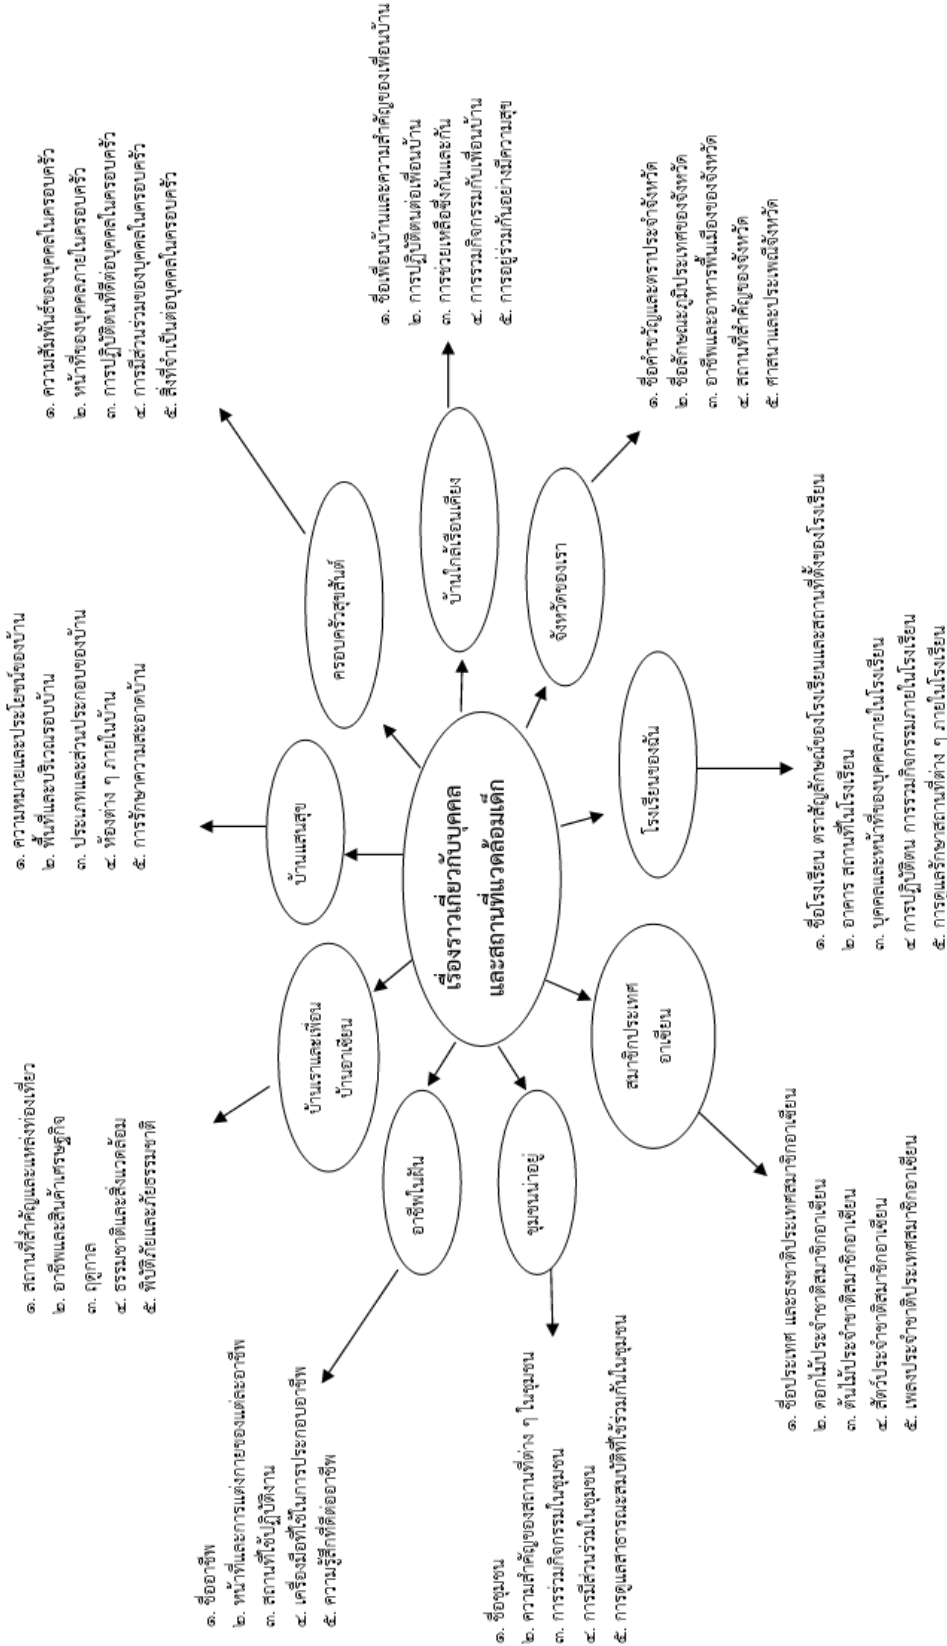 เรื่องราวเกี่ยวกับบุคคล
และสถานที่แวดล้อมเด็ก
บ้านแสนสุข
๑. ความหมายและประโยชน์ของบ้าน
๒. พื้นที่และบริเวณรอบบ้าน
๓. ประเภทและส่วนประกอบของบ้าน
๔. ห้องต่าง ๆ ภายในบ้าน
๕. การรักษาความสะอาดบ้าน
ครอบครัวสุขสันต์
๑. ความสัมพันธ์ของบุคคลในครอบครัว
๒. หน้าที่ของบุคคลภายในครอบครัว
๓. การปฏิบัติตนที่ดีต่อบุคคลในครอบครัว
๔. การมีส่วนร่วมของบุคคลในครอบครัว
๕. สิ่งที่จำเป็นต่อบุคคลในครอบครัว
บ้านใกล้เรือนเคียง
๑. ชื่อเพื่อนบ้านและความสำคัญของเพื่อนบ้าน
๒. การปฏิบัติตนต่อเพื่อนบ้าน
๓. การช่วยเหลือซึ่งกันและกัน
๔. การรวมกิจกรรมกับเพื่อนบ้าน
๕. การอยู่ร่วมกันอย่างมีความสุข
จังหวัดของเรา
๑. ชื่อคำขวัญและตราประจำจังหวัด
๒. ชื่อลักษณะภูมิประเทศของจังหวัด
๓. อาชีพและอาหารพื้นเมืองของจังหวัด
๔. สถานที่สำคัญของจังหวัด
๕. ศาสนาและประเพณีจังหวัด
โรงเรียนของฉัน
๑. ชื่อโรงเรียน ตราสัญลักษณ์ของโรงเรียนและสถานที่ตั้งของโรงเรียน
๒. อาคาร สถานที่ในโรงเรียน
๓. บุคคลและหน้าที่ของบุคคลภายในโรงเรียน
๔ การปฏิบัติตน การรวมกิจกรรมภายในโรงเรียน
๕. การดูแลรักษาสถานที่ต่าง ๆ ภายในโรงเรียน
สมาชิกประเทศ
อาเซียน
๑. ชื่อประเทศ และธงชาติประเทศสมาชิกอาเซียน
๒. ดอกไม้ประจำชาติสมาชิกอาเซียน
๓. ต้นไม้ประจำชาติสมาชิกอาเซียน
๔. สัตว์ประจำชาติสมาชิกอาเซียน
๕. เพลงประจำชาติประเทศสมาชิกอาเซียน
ชุมชนน่าอยู่
๑. ชื่อชุมชน
๒. ความสำคัญของสถานที่ต่าง ๆ ในชุมชน
๓. การร่วมกิจกรรมในชุมชน
๔. การมีส่วนร่วมในชุมชน
๕. การดูแลสาธารณะสมบัติที่ใช้ร่วมกันในชุมชน
อาชีพในฝัน
๑. ชื่ออาชีพ
๒. หน้าที่และการแต่งกายของแต่ละอาชีพ
๓. สถานที่ใช้ปฏิบัติงาน
๔. เครื่องมือที่ใช้ในการประกอบอาชีพ
๕. ความรู้สึกที่ดีต่ออาชีพ
บ้านเราและเพื่อน
บ้านอาเซียน
๑. สถานที่สำคัญและแหล่งท่องเที่ยว
๒. อาชีพและสินค้าเศรษฐกิจ
๓. ฤดูกาล
๔. ธรรมชาติและสิ่งแวดล้อม
๕. พิบัติภัยและภัยธรรมชาติ